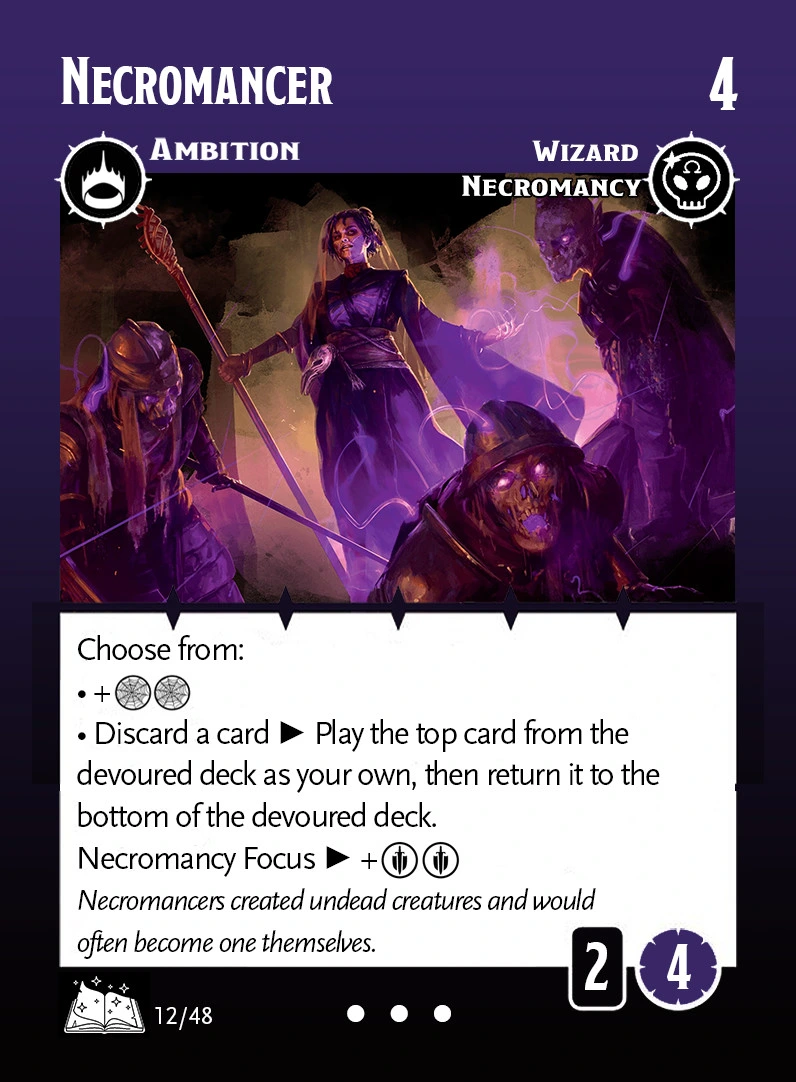 Necromancer 4
Ambition
Wizard
Necromancy
Choose from:
• +
• Discard a card ► Play the top card from the
devoured deck as your own, then return it to the
bottom of the devoured deck.
Necromancy Focus ► +
Necromancers created undead creatures and would
often become one themselves.
2 4
12/48